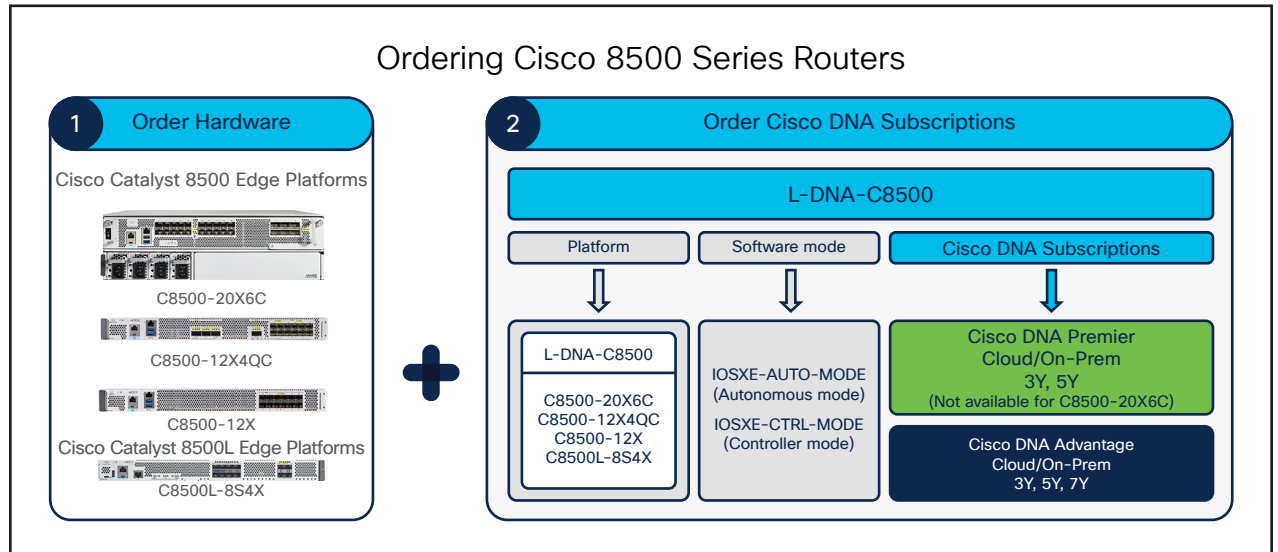 Ordering Cisco 8500 Series Routers
1
Order Hardware
Cisco Catalyst 8500 Edge Platforms
C8500-20X6C
C8500-12X4QC
C8500-12X
Cisco Catalyst 8500L Edge Platforms
C8500L-8S4X
2
Order Cisco DNA Subscriptions
L-DNA-C8500
Platform
Software mode
Cisco DNA Subscriptions
L-DNA-C8500
C8500-20X6C
C8500-12X4QC
C8500-12X
C8500L-8S4X
IOSXE-AUTO-MODE
(Autonomous mode)
IOSXE-CTRL-MODE
(Controller mode)
Cisco DNA Premier
Cloud/On-Prem
3Y, 5Y
(Not available for C8500-20X6C)
Cisco DNA Advantage
Cloud/On-Prem
3Y, 5Y, 7Y